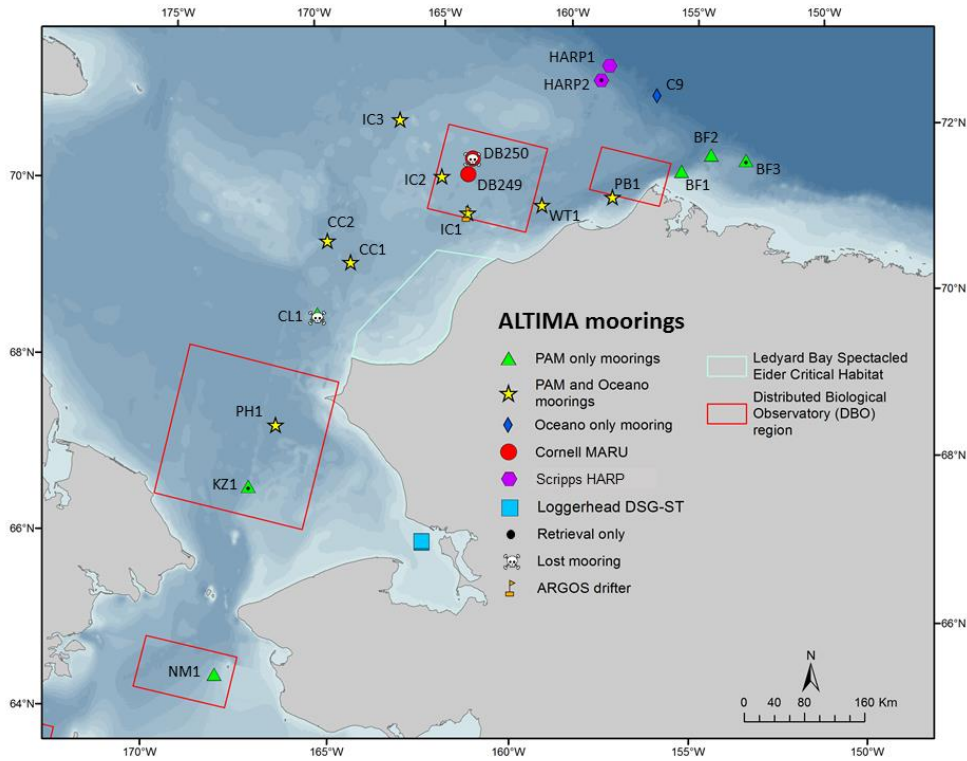 175°W 170°W 165°W 160°W 155°W 150°W
HARP1
HARP2
C9
72°N
IC3
BF2
DB250
BF3
70°N
IC2
DB249
PB1
BF1
IC1
WT1
CC2
CC1
70°N
CL1
ALTIMA moorings
PAM only moorings
PAM and Oceano
moorings
Oceano only mooring
Cornell MARU
Scripps HARP
Loggerhead DSG-ST
Retrieval only
Lost mooring
ARGOS drifter
Ledyard Bay Spectacled
Eider Critical Habitat
Distributed Biological
Observatory (DBO)
region
68°N
PH1
68°N
KZ1
66°N
66°N
NM1
64°N
N
0 40 80 160 Km
170°W 165°W 160°W 155°W 150°W